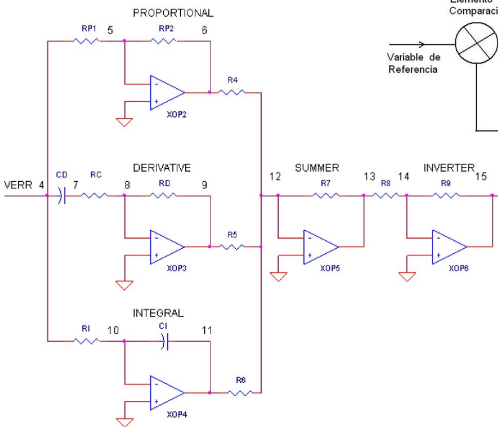 Elemento
Comparaci
Variable de
Referencia
PROPORTIONAL
RP1 5 RP2 6
R4
-
+
XOP2
DERIVATIVE
VERR 4 CD 7 RC 8 RD 9
R5
-
+
XOP3
INTEGRAL
RI 10 CI 11
R6
-
+
XOP4
SUMMER
12 R7 13
-
+
XOP5
INVERTER
R8 14 R9 15
-
+
XOP6